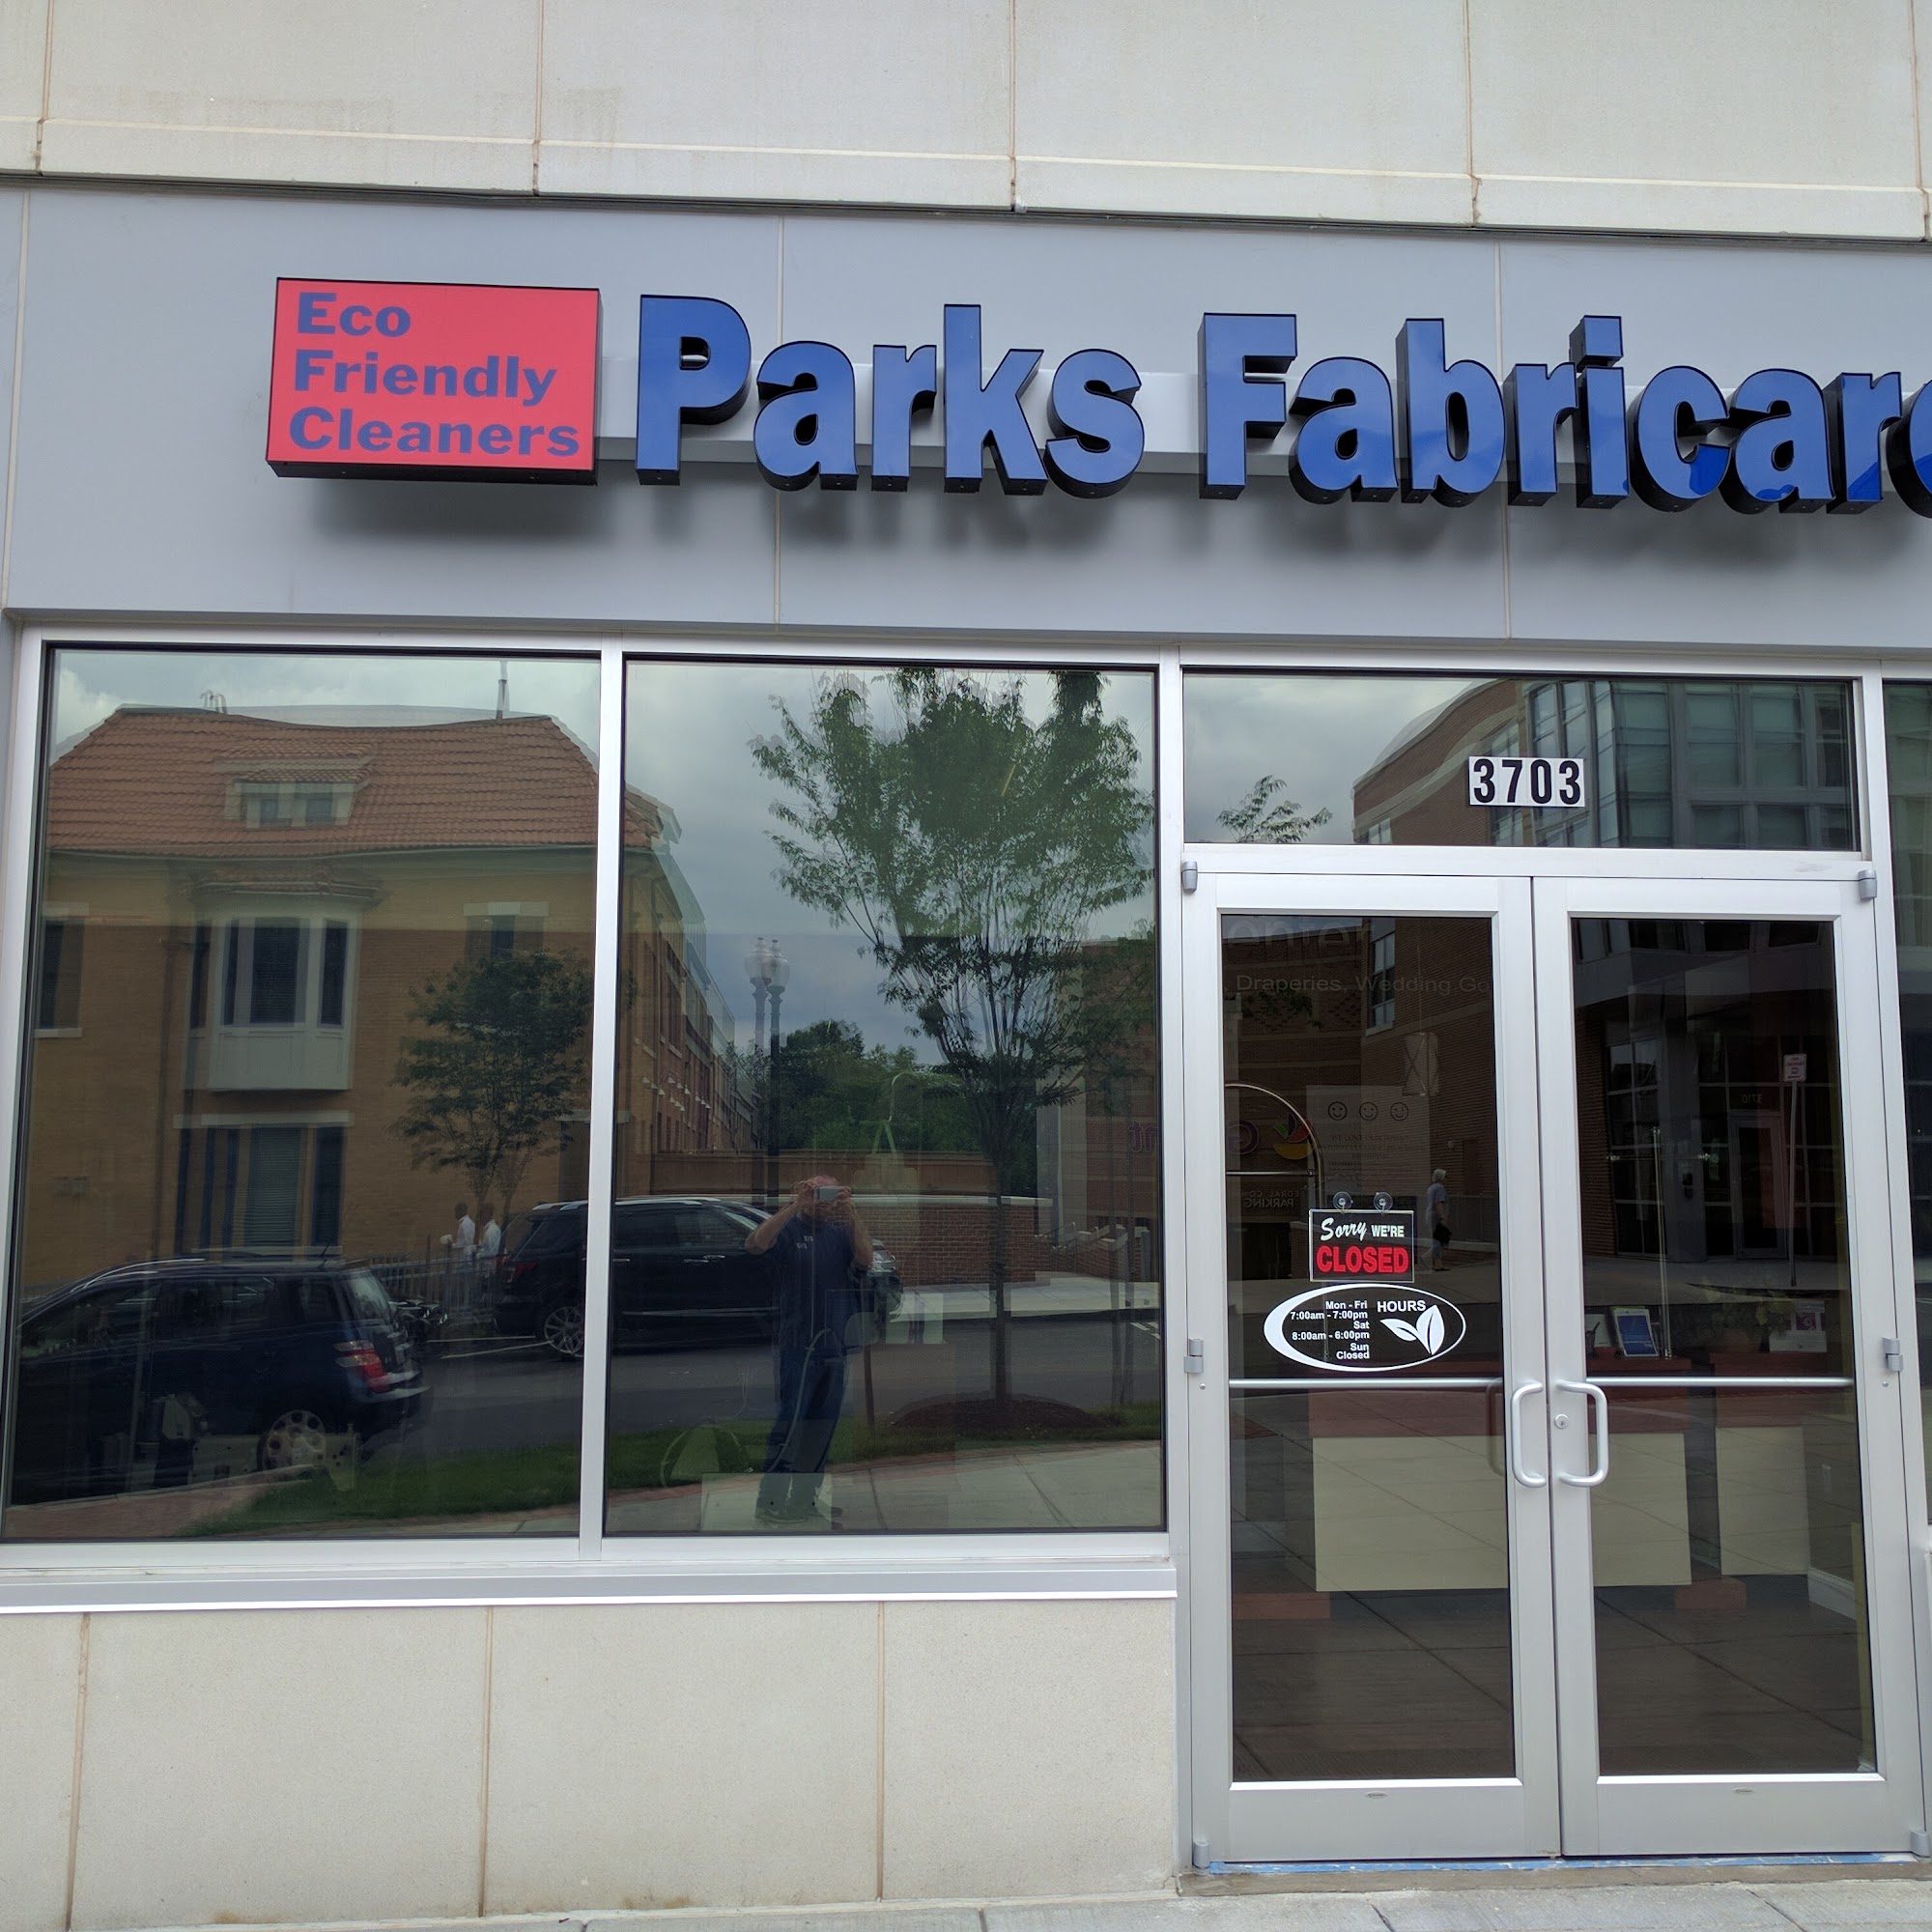 Eco
Friendly
Cleaners
Parks Fabricare
3703
Draperies, Wedding Go
Sorry WE'RE
CLOSED
HOURS
Mon - Fri
7:00am - 7:00pm
Sat
8:00am - 6:00pm
Sun
Closed